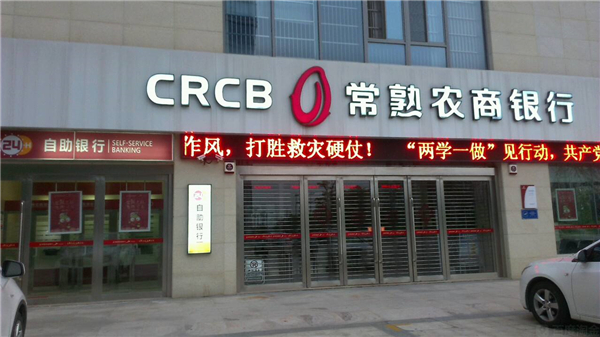 CRCB 常熟农商银行
24 自助银行 SELF-SERVICE BANKING
作风，打胜救灾硬仗！ “两学一做”见行动，共产党
自助银行